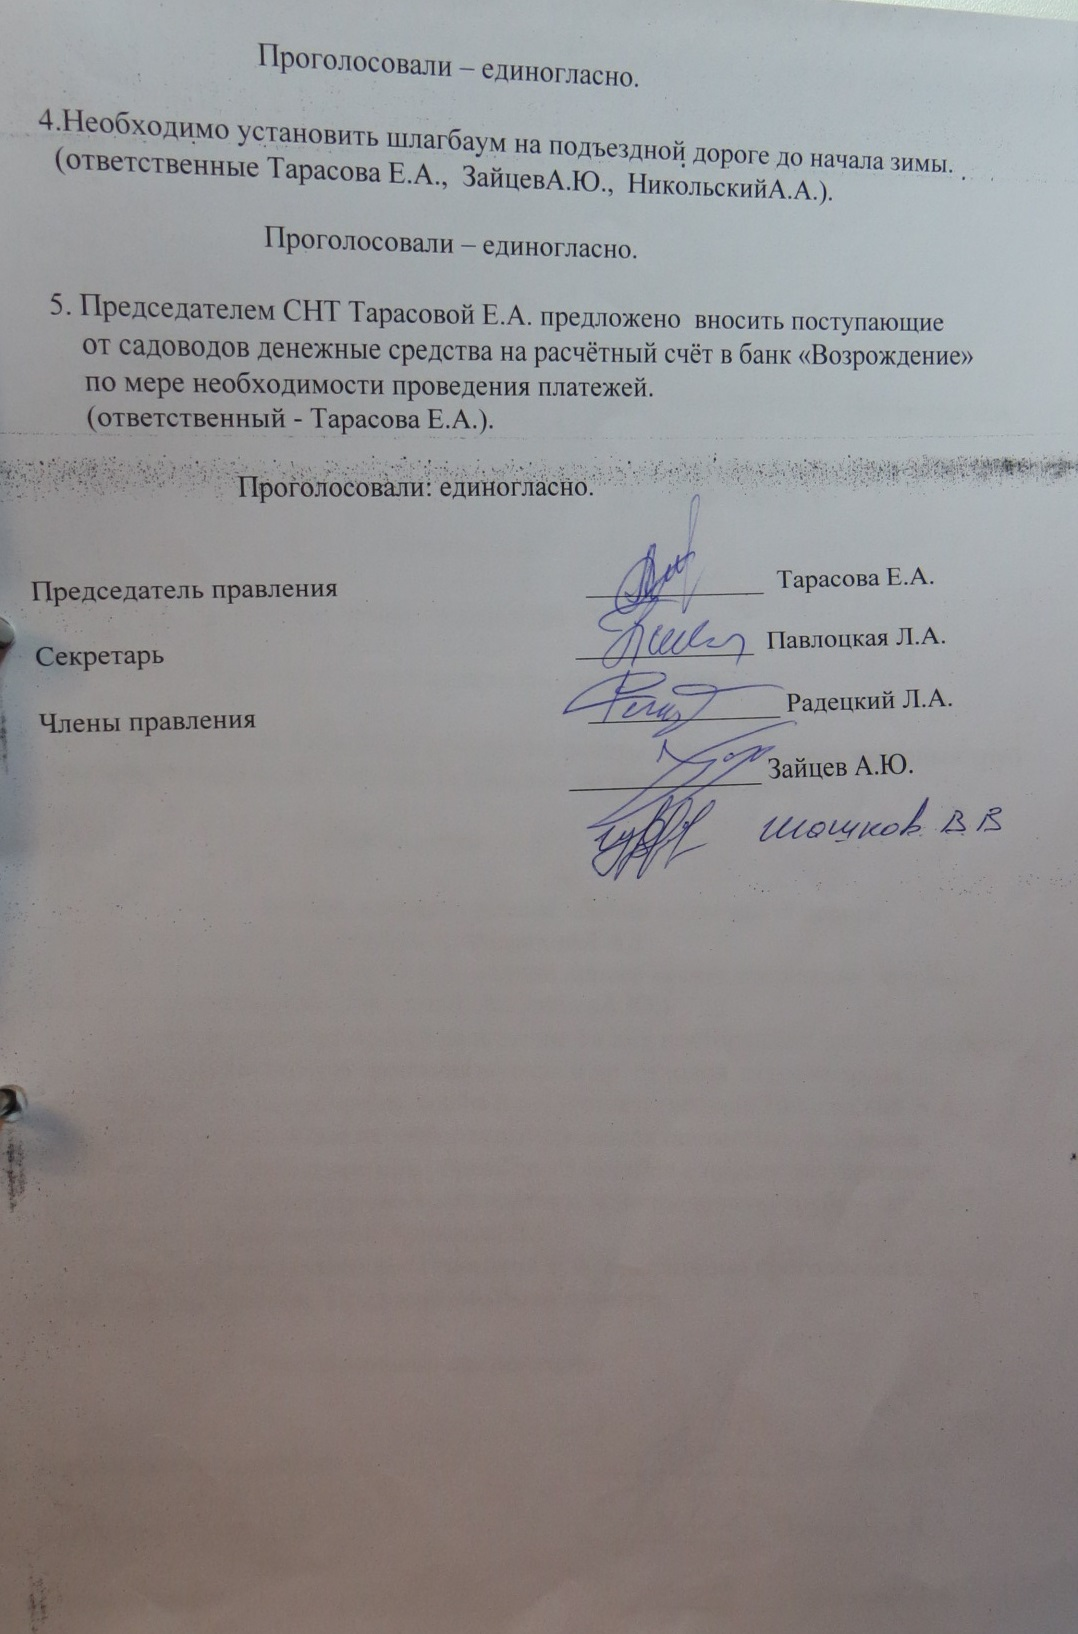 Проголосовали – единогласно.
4.Необходимо установить шлагбаум на подъездной дороге до начала зимы.
(ответственные Тарасова Е.А., ЗайцевА.Ю., НикольскийА.А.).
Проголосовали – единогласно.
5. Председателем СНТ Тарасовой Е.А. предложено вносить поступающие
от садоводов денежные средства на расчётный счёт в банк «Возрождение»
по мере необходимости проведения платежей.
(ответственный - Тарасова Е.А.).
Проголосовали: единогласно.
Председатель правления Тарасова Е.А.
Секретарь Павлоцкая Л.А.
Члены правления Радецкий Л.А.
Зайцев А.Ю.
Шашков В В